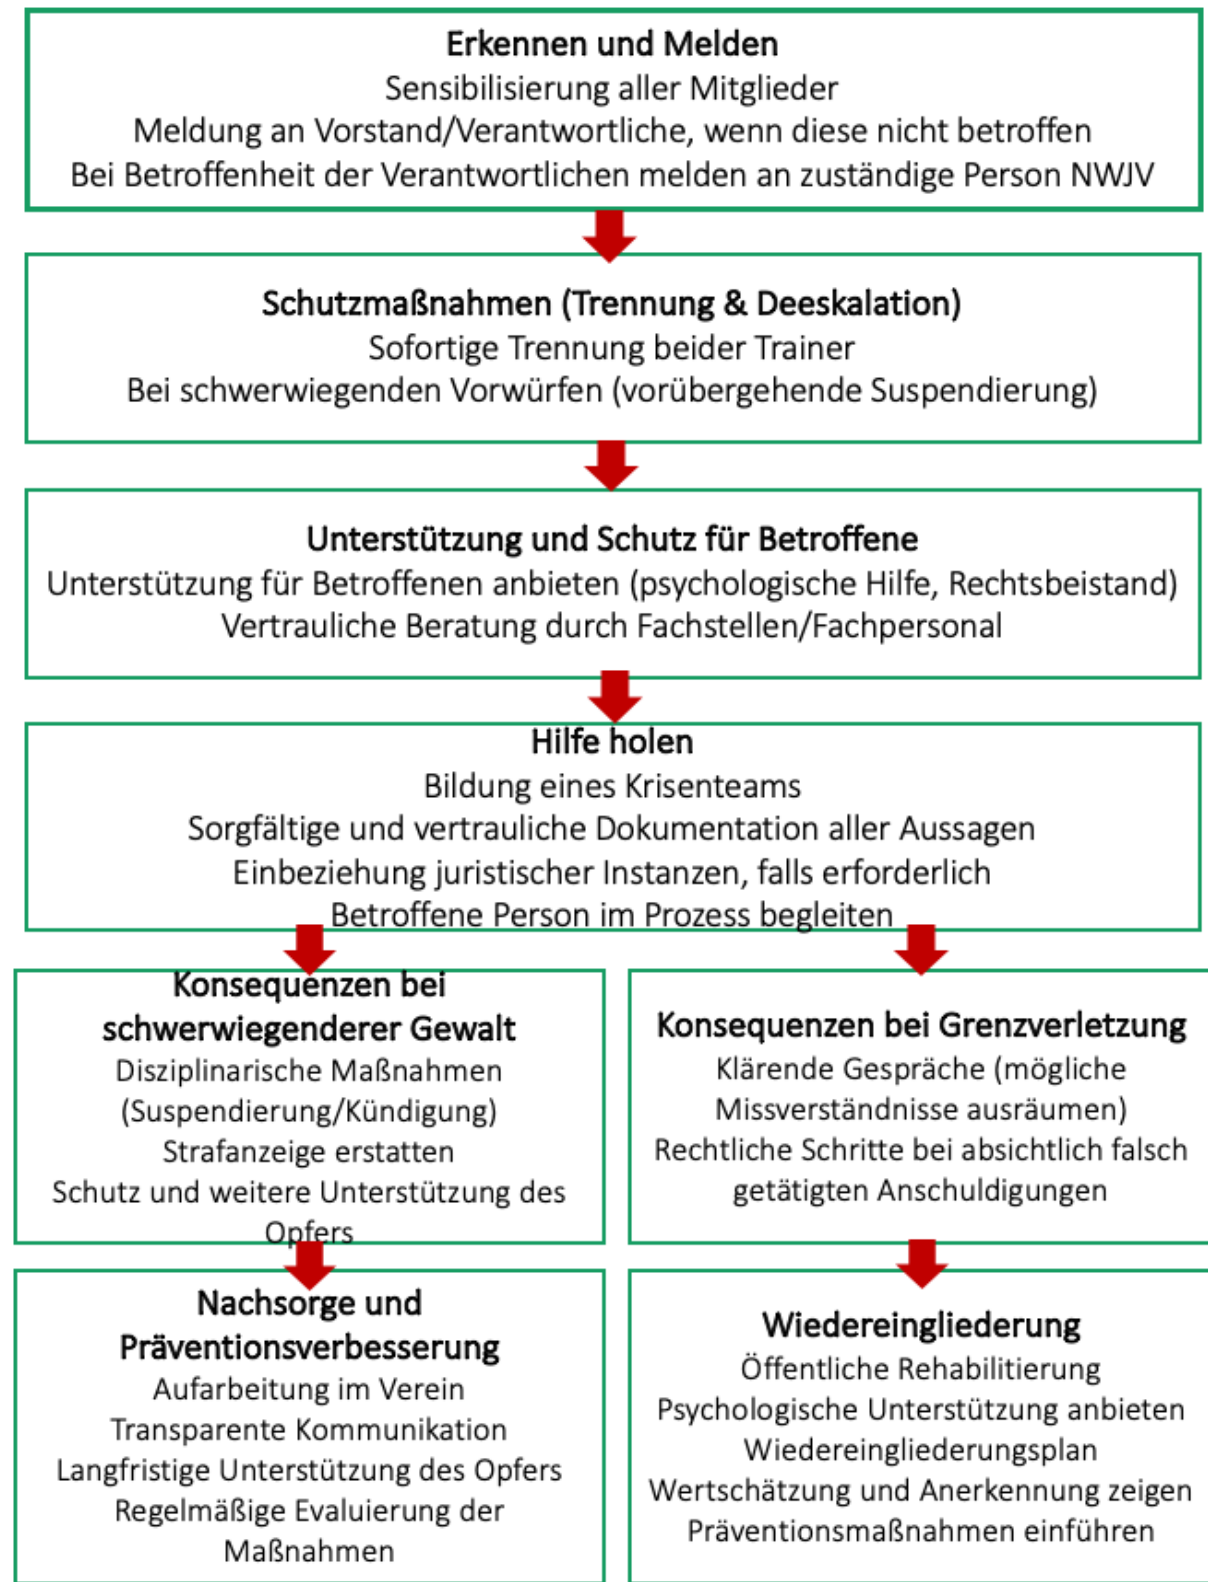 Erkennen und Melden
Sensibilisierung aller Mitglieder
Meldung an Vorstand/Verantwortliche, wenn diese nicht betroffen
Bei Betroffenheit der Verantwortlichen melden an zuständige Person NWJV
Schutzmaßnahmen (Trennung & Deeskalation)
Sofortige Trennung beider Trainer
Bei schwerwiegenden Vorwürfen (vorübergehende Suspendierung)
Unterstützung und Schutz für Betroffene
Unterstützung für Betroffenen anbieten (psychologische Hilfe, Rechtsbeistand)
Vertrauliche Beratung durch Fachstellen/Fachpersonal
Hilfe holen
Bildung eines Krisenteams
Sorgfältige und vertrauliche Dokumentation aller Aussagen
Einbeziehung juristischer Instanzen, falls erforderlich
Betroffene Person im Prozess begleiten
Konsequenzen bei
schwerwiegenderer Gewalt
Disziplinarische Maßnahmen
(Suspendierung/Kündigung)
Strafanzeige erstatten
Schutz und weitere Unterstützung des
Opfers
Konsequenzen bei Grenzverletzung
Klärende Gespräche (mögliche
Missverständnisse ausräumen)
Rechtliche Schritte bei absichtlich falsch
getätigten Anschuldigungen
Nachsorge und
Präventionsverbesserung
Aufarbeitung im Verein
Transparente Kommunikation
Langfristige Unterstützung des Opfers
Regelmäßige Evaluierung der
Maßnahmen
Wiedereingliederung
Öffentliche Rehabilitierung
Psychologische Unterstützung anbieten
Wiedereingliederungsplan
Wertschätzung und Anerkennung zeigen
Präventionsmaßnahmen einführen